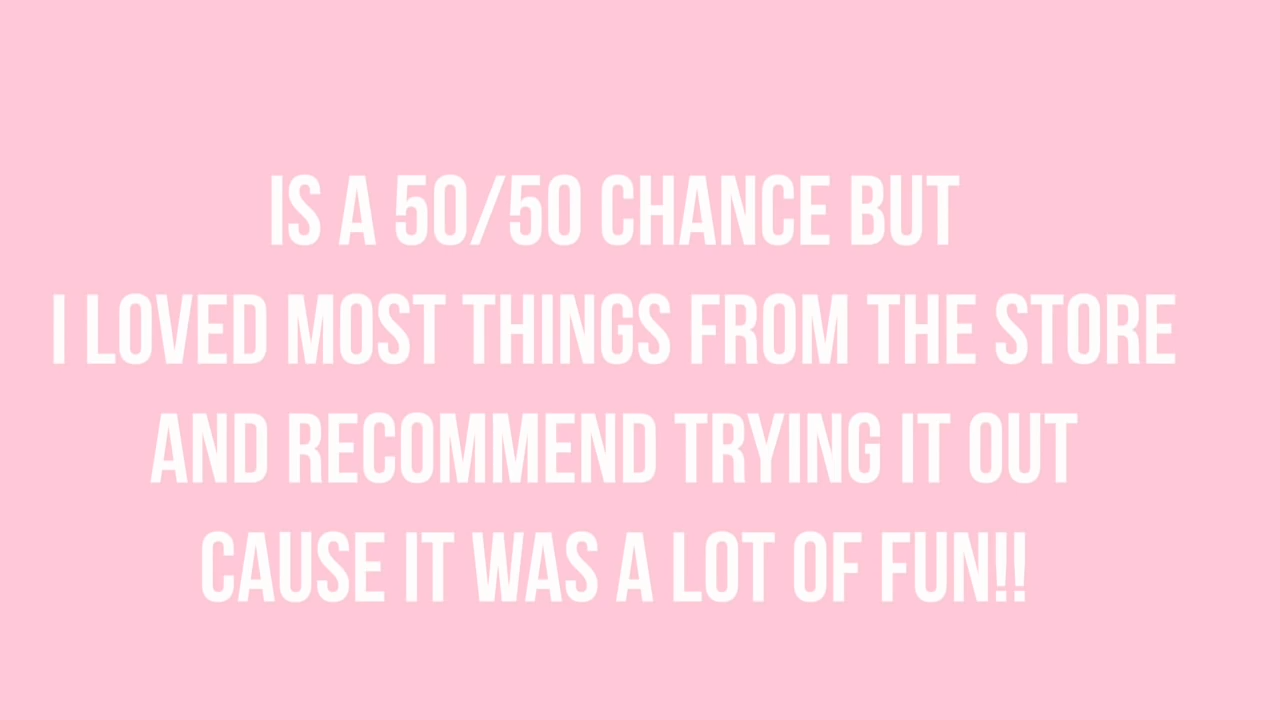 IS A 50/50 CHANCE BUT
I LOVED MOST THINGS FROM THE STORE
AND RECOMMEND TRYING IT OUT
CAUSE IT WAS A LOT OF FUN!!